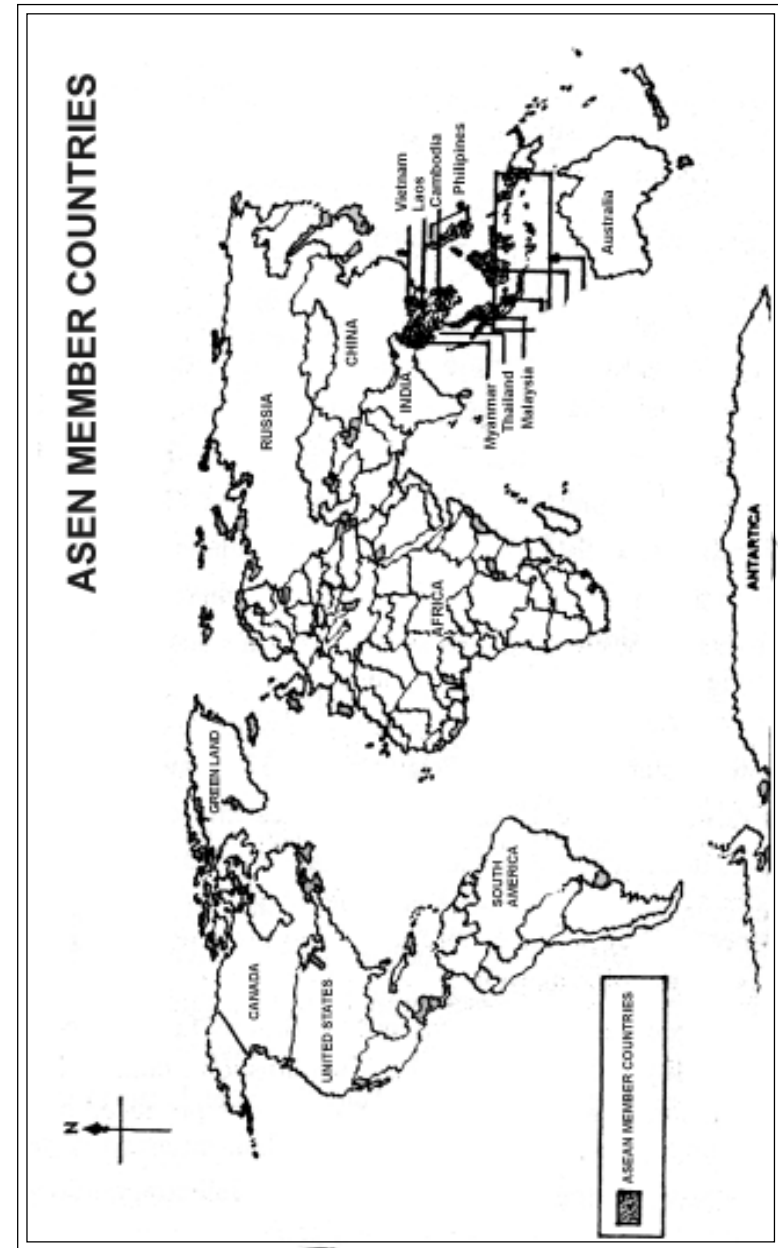 ASEN MEMBER COUNTRIES
N
GREEN LAND
RUSSIA
CANADA
UNITED STATES
CHINA
INDIA
Vietnam
Laos
Cambodia
Philipines
Myanmar
Thailand
Malaysia
AFRICA
SOUTH
AMERICA
Australia
ANTARTICA
ASEAN MEMBER COUNTRIES